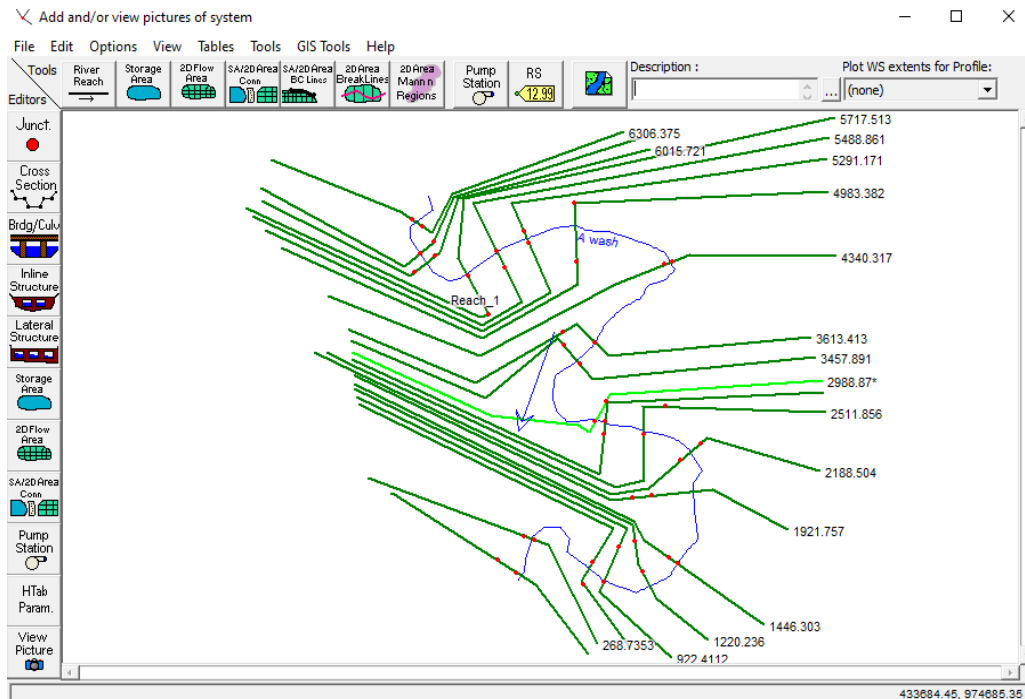 Add and/or view pictures of system
File Edit Options View Tables Tools GIS Tools Help
Tools
Editors
River
Reach
Storage
Area
2D Flow
Area
SA/2D Area
Conn
SA/2D Area
BC Lines
2D Area
BreakLines
2D Area
Mann n
Regions
Pump
Station
RS
12.99
Description :
...
Plot WS extents for Profile:
(none)
Junct.
Cross
Section
Brdg/Culv
Inline
Structure
Lateral
Structure
Storage
Area
2D Flow
Area
SA/2D Area
Conn
Pump
Station
HTab
Param.
View
Picture
5717.513
6306.375
5488.861
6015.721
5291.171
4983.382
A wash
4340.317
Reach_1
3613.413
3457.891
2988.87*
2511.856
2188.504
1921.757
1446.303
1220.236
268.7353
922.4112
433684.45, 974685.35